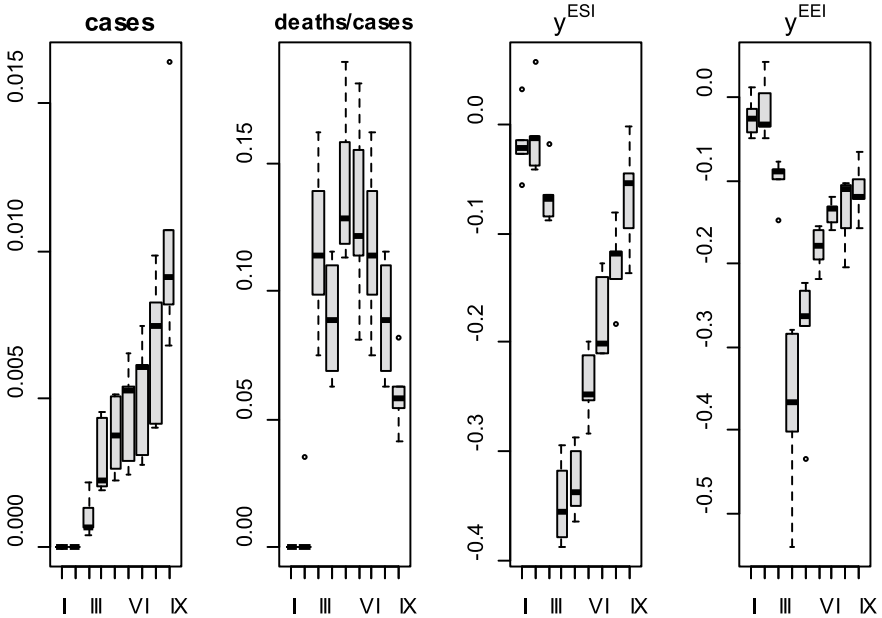 cases
deaths/cases
y^ESI
y^EEI
0.015
0.010
0.005
0.000
0.15
0.10
0.05
0.00
0.0
-0.1
-0.2
-0.3
-0.4
0.0
-0.1
-0.2
-0.3
-0.4
-0.5
I III VI IX
I III VI IX
I III VI IX
I III VI IX